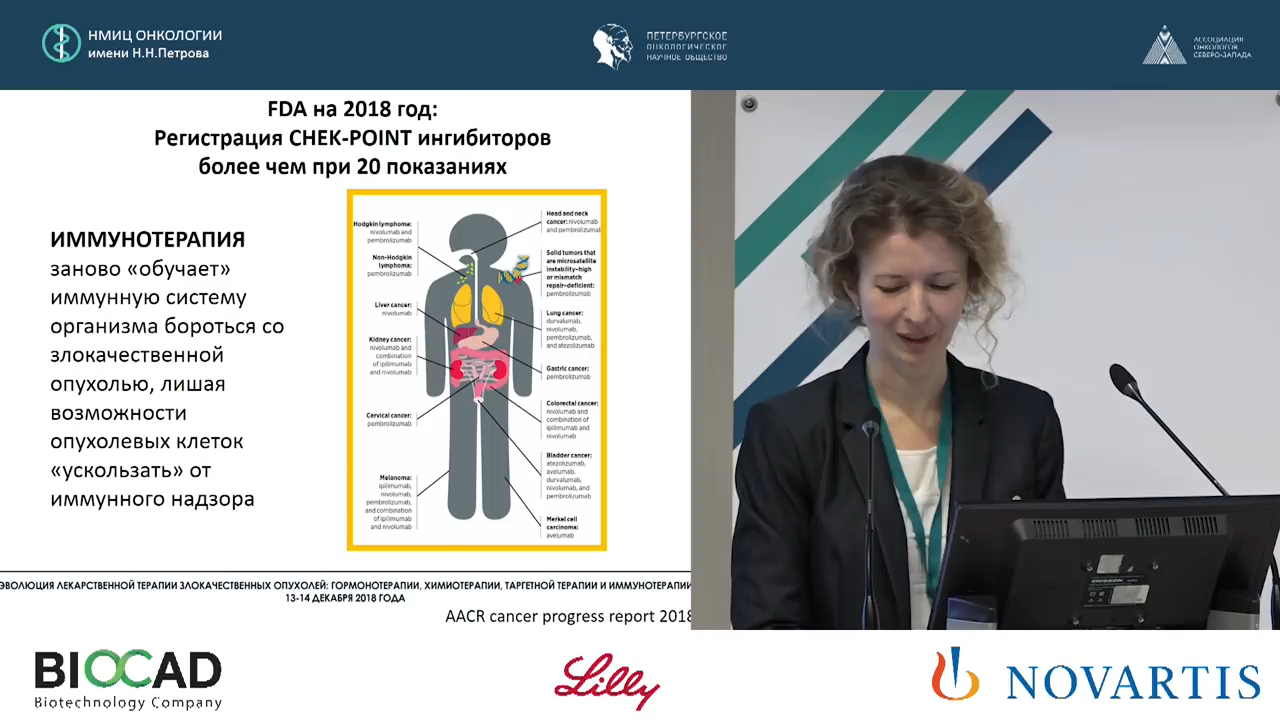 НМИЦ ОНКОЛОГИИ
имени Н.Н.Петрова
ПЕТЕРБУРГСКОЕ
ОНКОЛОГИЧЕСКОЕ
НАУЧНОЕ ОБЩЕСТВО
АССОЦИАЦИЯ
ОНКОЛОГОВ
СЕВЕРО-ЗАПАДА
FDA на 2018 год:
Регистрация CHEK-POINT ингибиторов
более чем при 20 показаниях
ИММУНОТЕРАПИЯ
заново «обучает»
иммунную систему
организма бороться со
злокачественной
опухолью, лишая
возможности
опухолевых клеток
«ускользать» от
иммунного надзора
Hodgkin lymphoma:
nivolumab and
pembrolizumab
Non-Hodgkin
lymphoma:
pembrolizumab
Liver cancer:
nivolumab
Kidney cancer:
nivolumab and
combination
of ipilimumab
and nivolumab
Cervical cancer:
pembrolizumab
Melanoma:
ipilimumab,
nivolumab,
pembrolizumab,
and combination
of ipilimumab
and nivolumab
Head and neck
cancer: nivolumab
and pembrolizumab
Solid tumors that
are microsatellite
instability-high
or mismatch
repair-deficient:
pembrolizumab
Lung cancer:
durvalumab,
nivolumab,
pembrolizumab,
and atezolizumab
Gastric cancer:
pembrolizumab
Colorectal cancer:
nivolumab and
combination of
ipilimumab and
nivolumab
Bladder cancer:
atezolizumab,
avelumab,
durvalumab,
nivolumab, and
pembrolizumab
Merkel cell
carcinoma:
avelumab
ЭВОЛЮЦИЯ ЛЕКАРСТВЕННОЙ ТЕРАПИИ ЗЛОКАЧЕСТВЕННЫХ ОПУХОЛЕЙ: ГОРМОНОТЕРАПИИ, ХИМИОТЕРАПИИ, ТАРГЕТНОЙ ТЕРАПИИ И ИММУНОТЕРАПИИ
13-14 ДЕКАБРЯ 2018 ГОДА
AACR cancer progress report 2018
BIOCAD
Biotechnology Company
Lilly
NOVARTIS